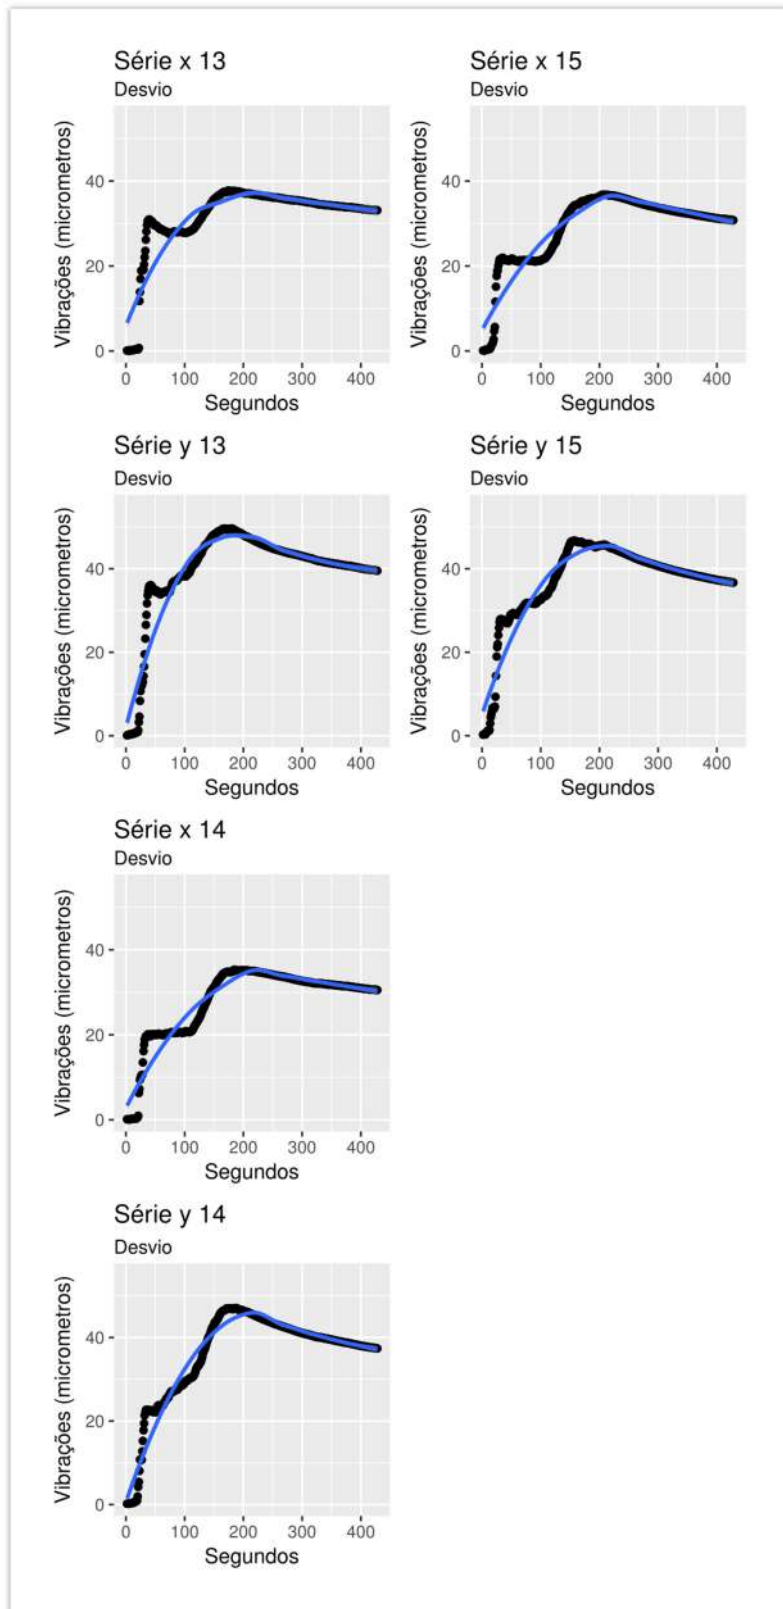 Série x 13
Desvio
Vibrações (micrometros)
40
20
0
0 100 200 300 400
Segundos
Série x 15
Desvio
Vibrações (micrometros)
40
20
0
0 100 200 300 400
Segundos
Série y 13
Desvio
Vibrações (micrometros)
40
20
0
0 100 200 300 400
Segundos
Série y 15
Desvio
Vibrações (micrometros)
40
20
0
0 100 200 300 400
Segundos
Série x 14
Desvio
Vibrações (micrometros)
40
20
0
0 100 200 300 400
Segundos
Série y 14
Desvio
Vibrações (micrometros)
40
20
0
0 100 200 300 400
Segundos